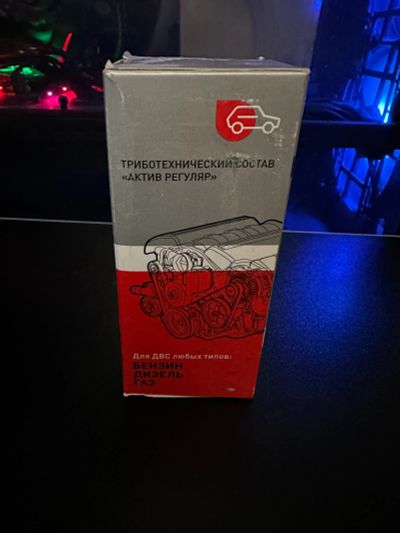 ТРИБОТЕХНИЧЕСКИЙ СОСТАВ
«АКТИВ РЕГУЛЯР»
Для ДВС любых типов:
БЕНЗИН
ДИЗЕЛЬ
ГАЗ